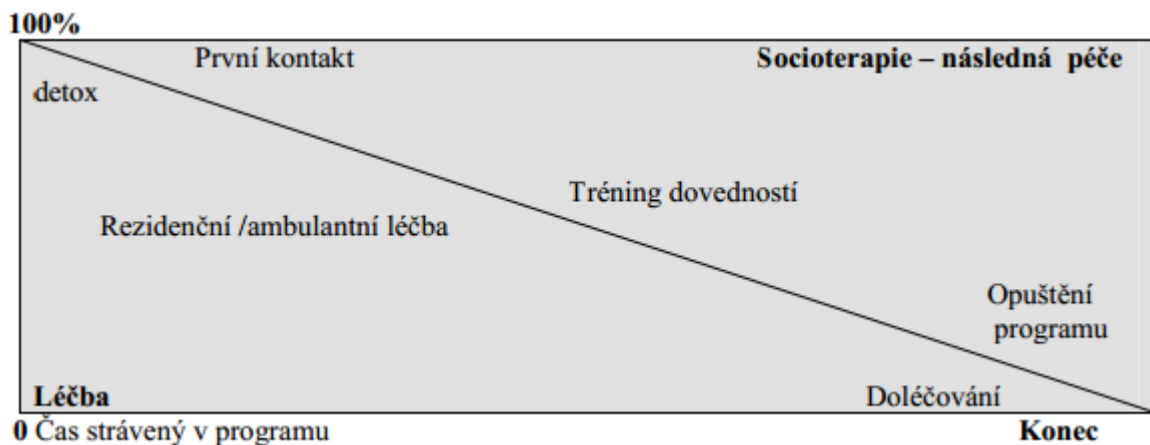 100%
První kontakt
Socioterapie – následná péče
detox
Tréning dovedností
Rezidenční /ambulantní léčba
Opuštění
programu
Léčba
Doléčování
0 Čas strávený v programu
Konec